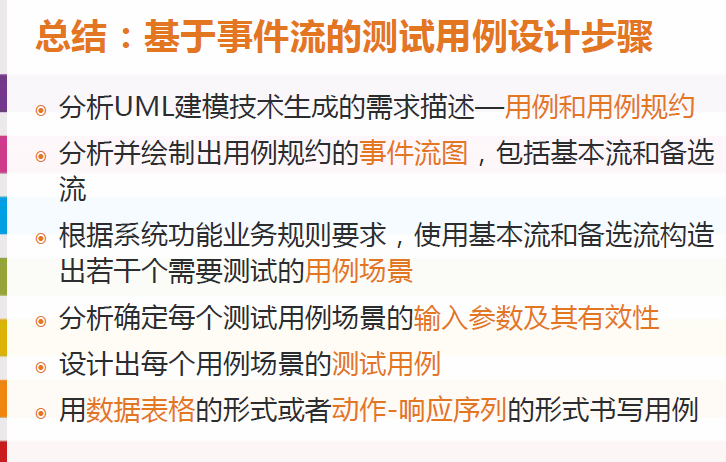 总结：基于事件流的测试用例设计步骤
分析UML建模技术生成的需求描述—用例和用例规约
分析并绘制出用例规约的事件流图，包括基本流和备选
流
根据系统功能业务规则要求，使用基本流和备选流构造
出若干个需要测试的用例场景
分析确定每个测试用例场景的输入参数及其有效性
设计出每个用例场景的测试用例
用数据表格的形式或者动作-响应序列的形式书写用例